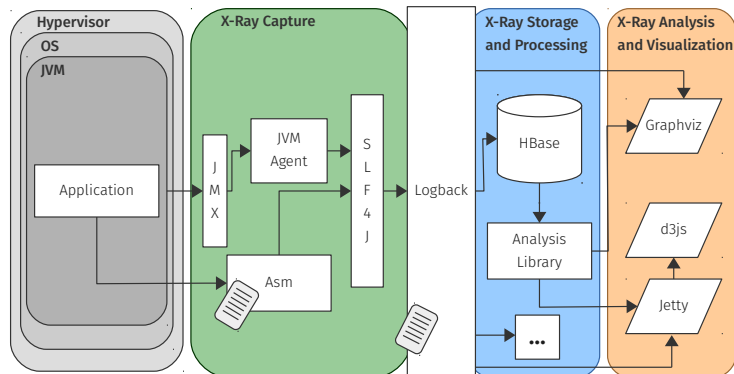 Hypervisor
OS
JVM
Application
X-Ray Capture
J
M
X
JVM
Agent
Asm
S
L
F
4
J
Logback
X-Ray Storage
and Processing
HBase
Analysis
Library
...
X-Ray Analysis
and Visualization
Graphviz
d3js
Jetty